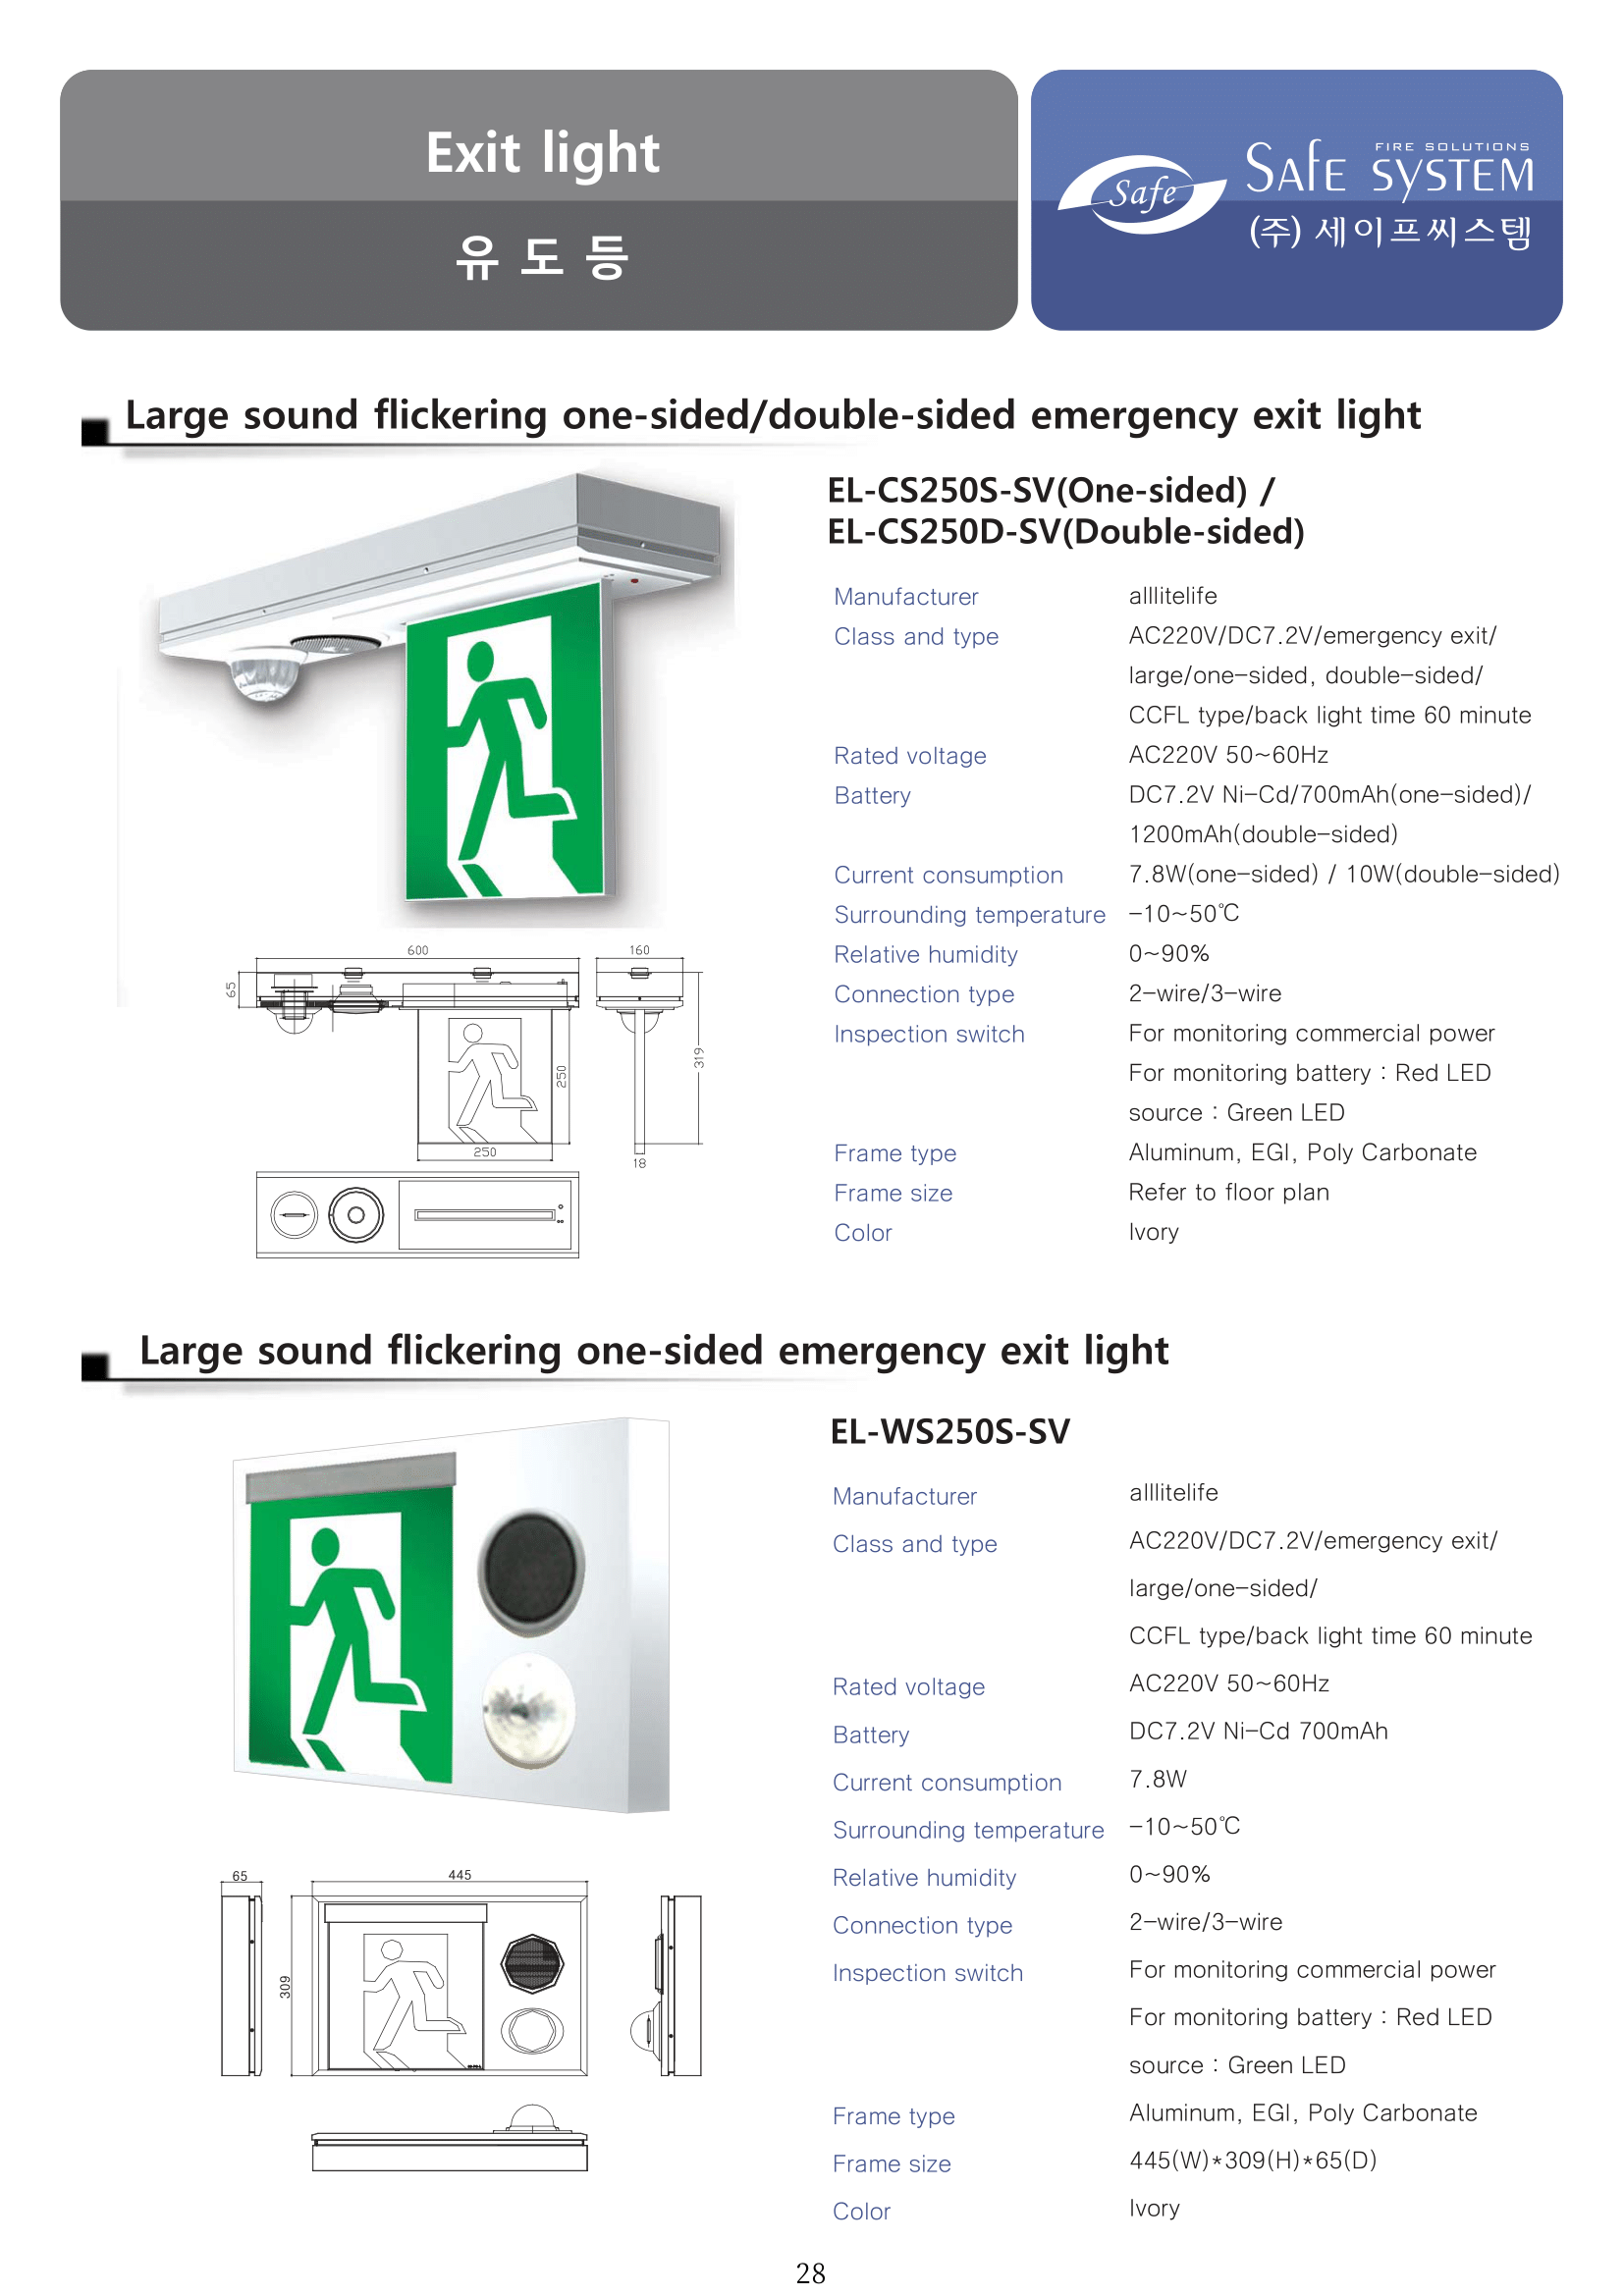 Exit light
유 도 등
Safe
FIRE SOLUTIONS
SAFE SYSTEM
(주) 세이프씨스템
Large sound flickering one-sided/double-sided emergency exit light
EL-CS250S-SV(One-sided) /
EL-CS250D-SV(Double-sided)
Manufacturer alllitelife
Class and type AC220V/DC7.2V/emergency exit/
large/one-sided, double-sided/
CCFL type/back light time 60 minute
Rated voltage AC220V 50~60Hz
Battery DC7.2V Ni-Cd/700mAh(one-sided)/
1200mAh(double-sided)
Current consumption 7.8W(one-sided) / 10W(double-sided)
Surrounding temperature -10~50℃
Relative humidity 0~90%
Connection type 2-wire/3-wire
Inspection switch For monitoring commercial power
For monitoring battery : Red LED
source : Green LED
Frame type Aluminum, EGI, Poly Carbonate
Frame size Refer to floor plan
Color Ivory
600
160
65
319
250
250
18
Large sound flickering one-sided emergency exit light
EL-WS250S-SV
Manufacturer alllitelife
Class and type AC220V/DC7.2V/emergency exit/
large/one-sided/
CCFL type/back light time 60 minute
Rated voltage AC220V 50~60Hz
Battery DC7.2V Ni-Cd 700mAh
Current consumption 7.8W
Surrounding temperature -10~50℃
Relative humidity 0~90%
Connection type 2-wire/3-wire
Inspection switch For monitoring commercial power
For monitoring battery : Red LED
source : Green LED
Frame type Aluminum, EGI, Poly Carbonate
Frame size 445(W)*309(H)*65(D)
Color Ivory
65
445
309
28